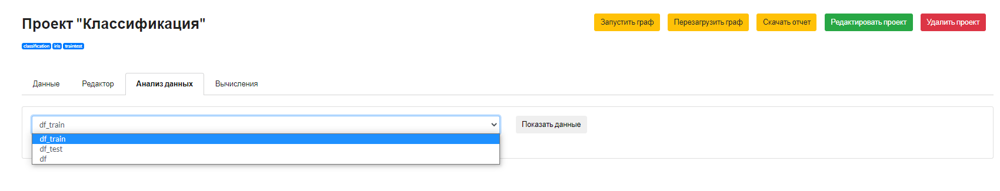 Проект "Классификация"
Запустить граф
Перезагрузить граф
Скачать отчет
Редактировать проект
Удалить проект
classification iris traintest
Данные
Редактор
Анализ данных
Вычисления
df_train
Показать данные
df_train
df_test
df